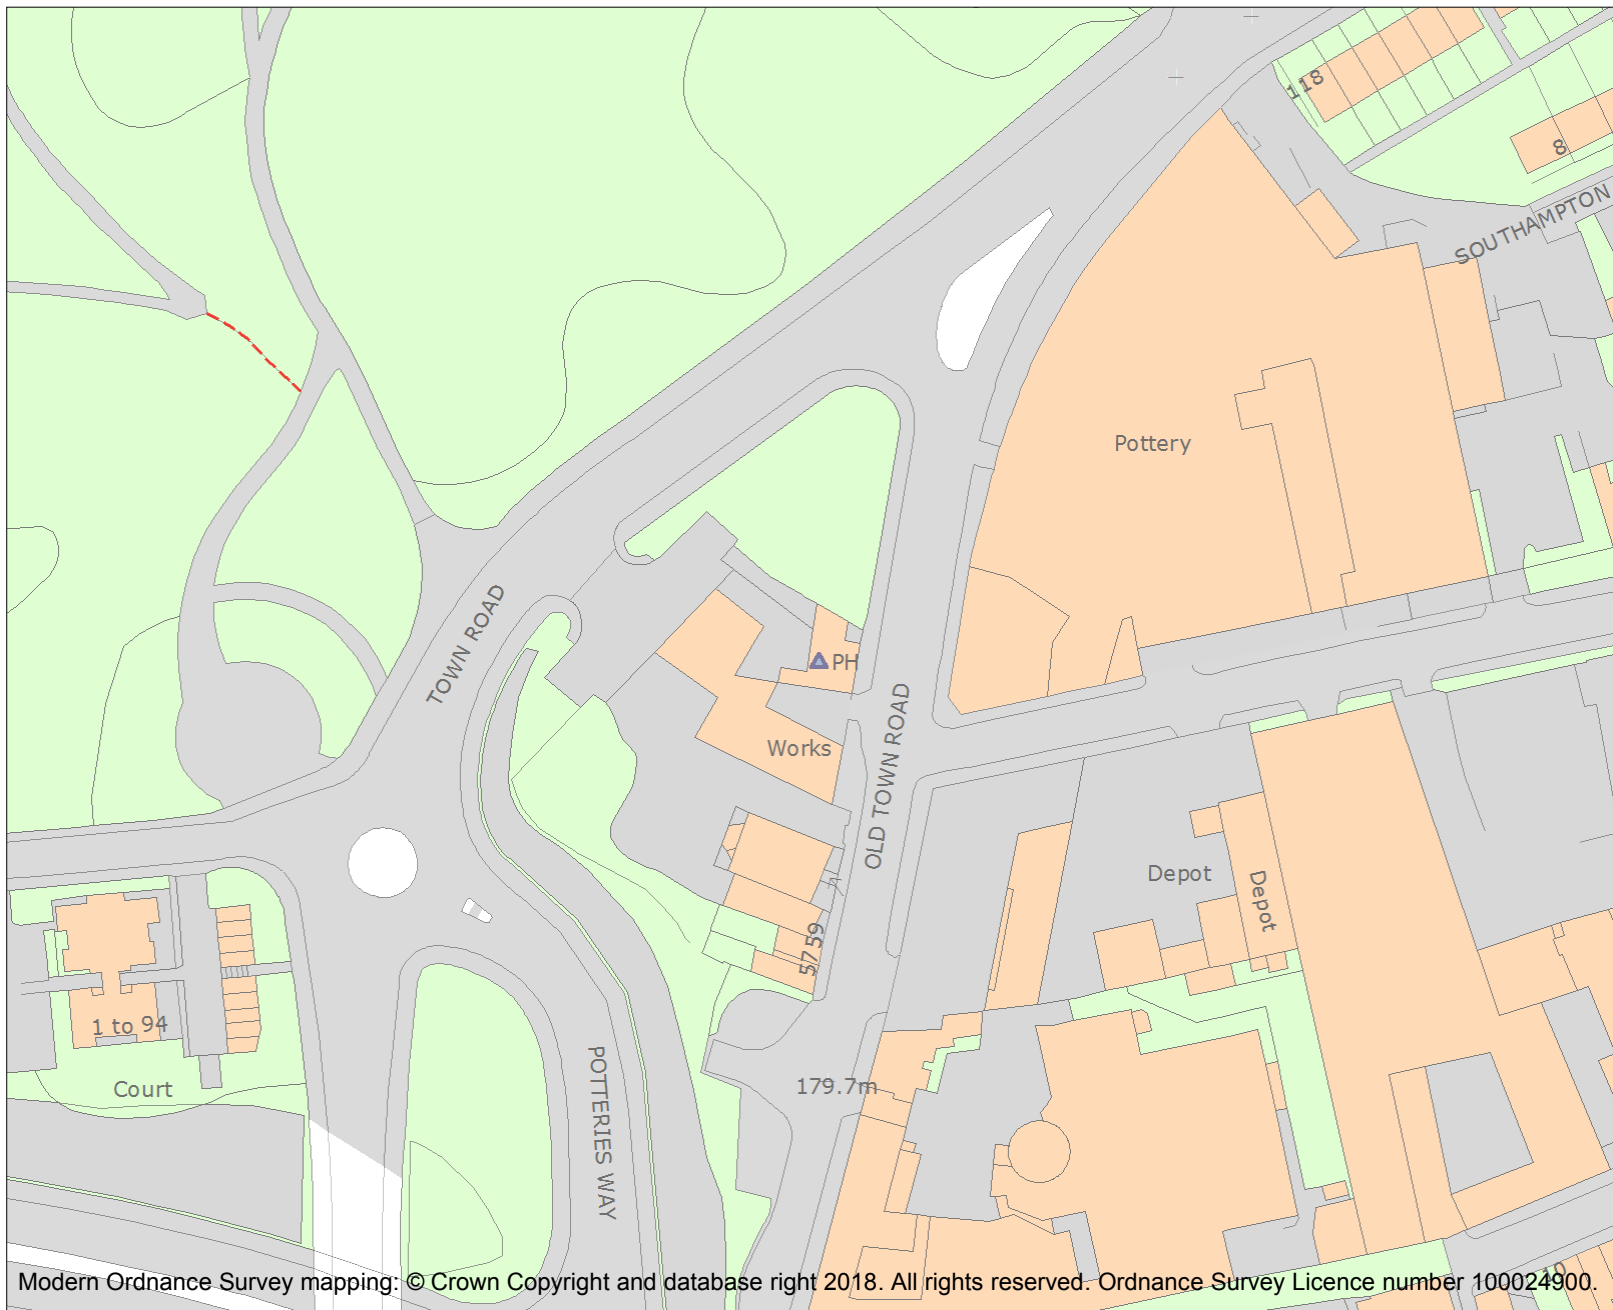 118
8
SOUTHAMPTON
Pottery
TOWN ROAD
PH
OLD TOWN ROAD
Works
Depot
Depot
5759
1 to 94
Court
POTTERIES WAY
179.7m
10
Modern Ordnance Survey mapping: © Crown Copyright and database right 2018. All rights reserved. Ordnance Survey Licence number 100024900.